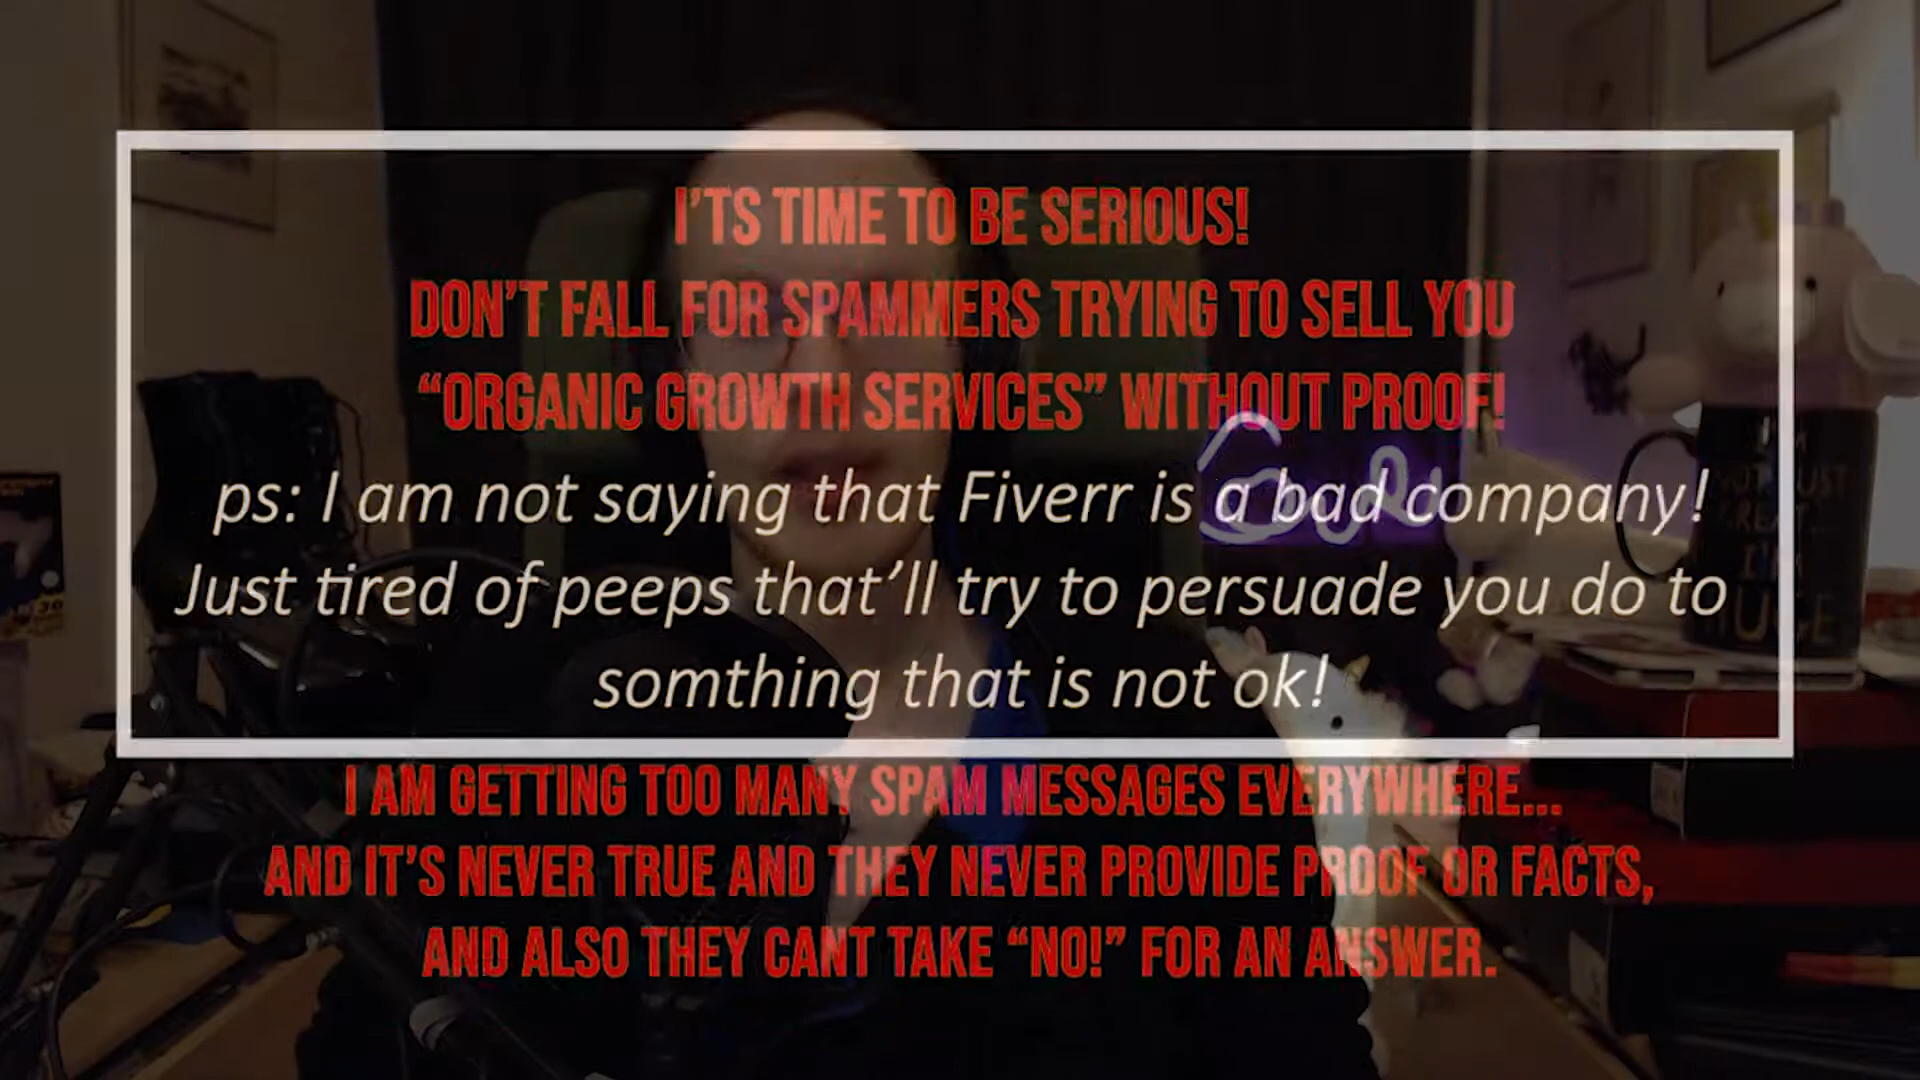 I'TS TIME TO BE SERIOUS!
DON'T FALL FOR SPAMMERS TRYING TO SELL YOU
“ORGANIC GROWTH SERVICES” WITHOUT PROOF!
ps: I am not saying that Fiverr is a bad company!
Just tired of peeps that'll try to persuade you do to
somthing that is not ok!
I AM GETTING TOO MANY SPAM MESSAGES EVERYWHERE...
AND IT'S NEVER TRUE AND THEY NEVER PROVIDE PROOF OR FACTS,
AND ALSO THEY CANT TAKE “NO!” FOR AN ANSWER.